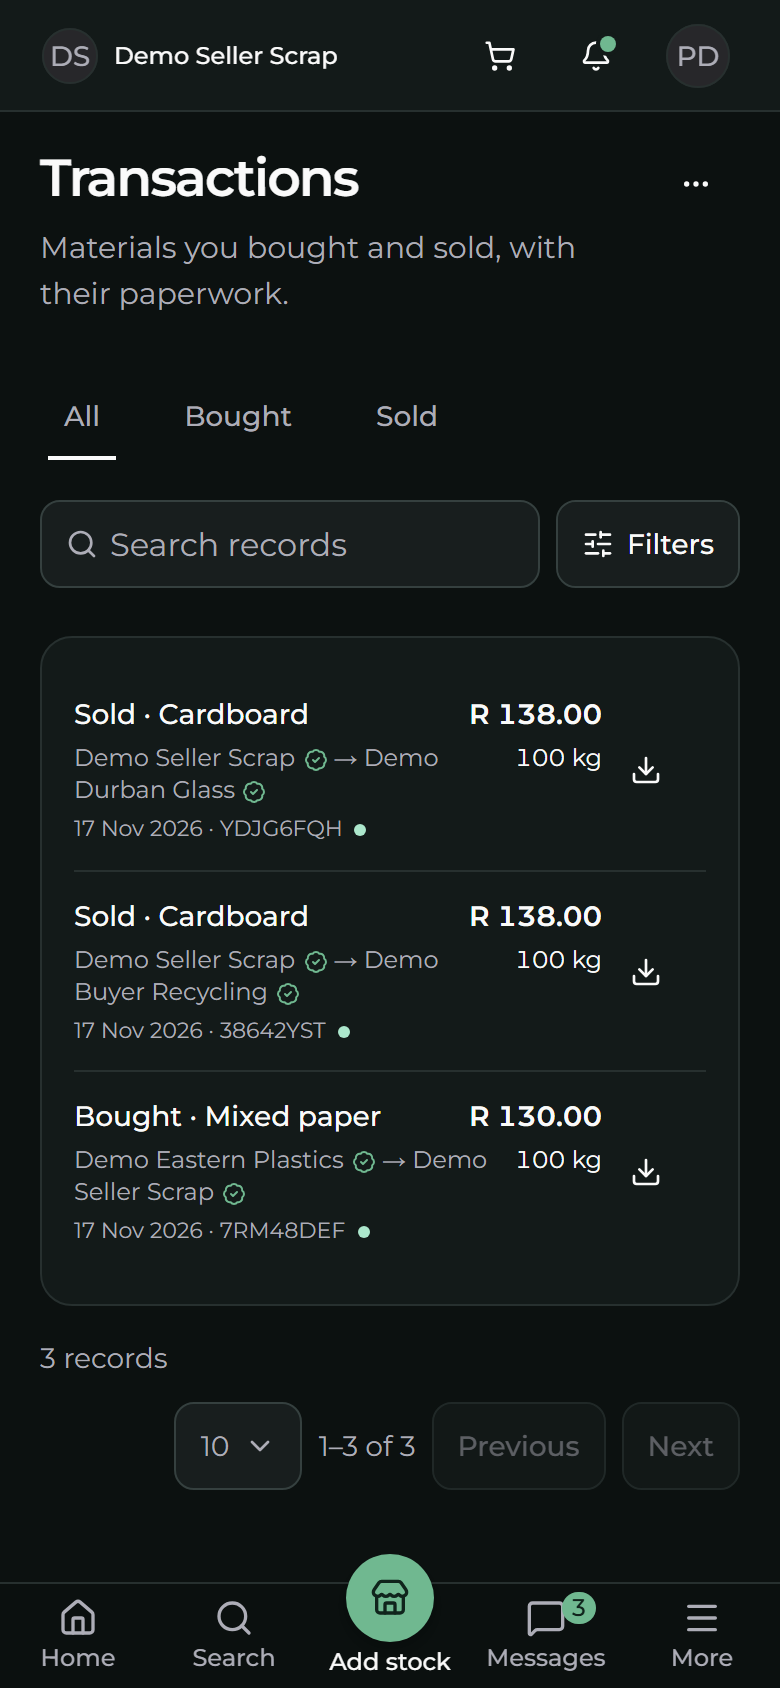 DS Demo Seller Scrap PD
Transactions
Materials you bought and sold, with
their paperwork.
All Bought Sold
Search records Filters
Sold · Cardboard R 138.00
Demo Seller Scrap → Demo 100 kg
Durban Glass
17 Nov 2026 · YDJG6FQH
Sold · Cardboard R 138.00
Demo Seller Scrap → Demo 100 kg
Buyer Recycling
17 Nov 2026 · 38642YST
Bought · Mixed paper R 130.00
Demo Eastern Plastics → Demo 100 kg
Seller Scrap
17 Nov 2026 · 7RM48DEF
3 records
10 1–3 of 3 Previous Next
3
Home Search Add stock Messages More